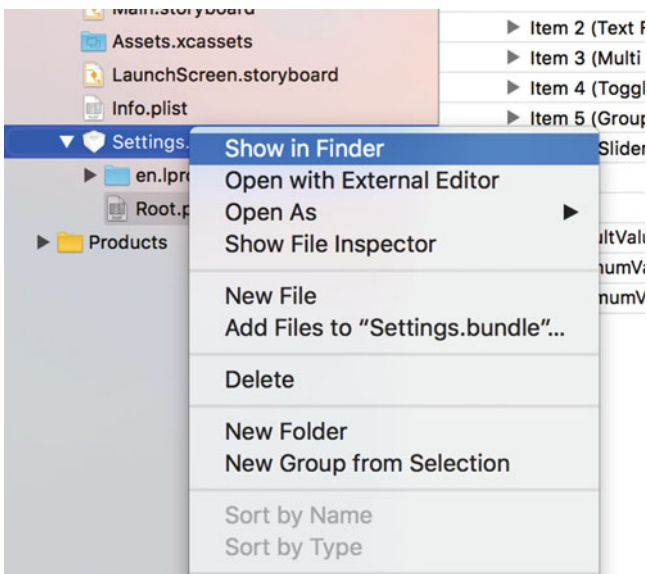 Main.storyboard
Assets.xcassets
LaunchScreen.storyboard
Info.plist
Settings.
en.lpro
Root.p
Products
Item 2 (Text F
Item 3 (Multi
Item 4 (Toggl
Item 5 (Group
Slider
ultValu
umVa
numV
Show in Finder
Open with External Editor
Open As
Show File Inspector
New File
Add Files to “Settings.bundle”...
Delete
New Folder
New Group from Selection
Sort by Name
Sort by Type